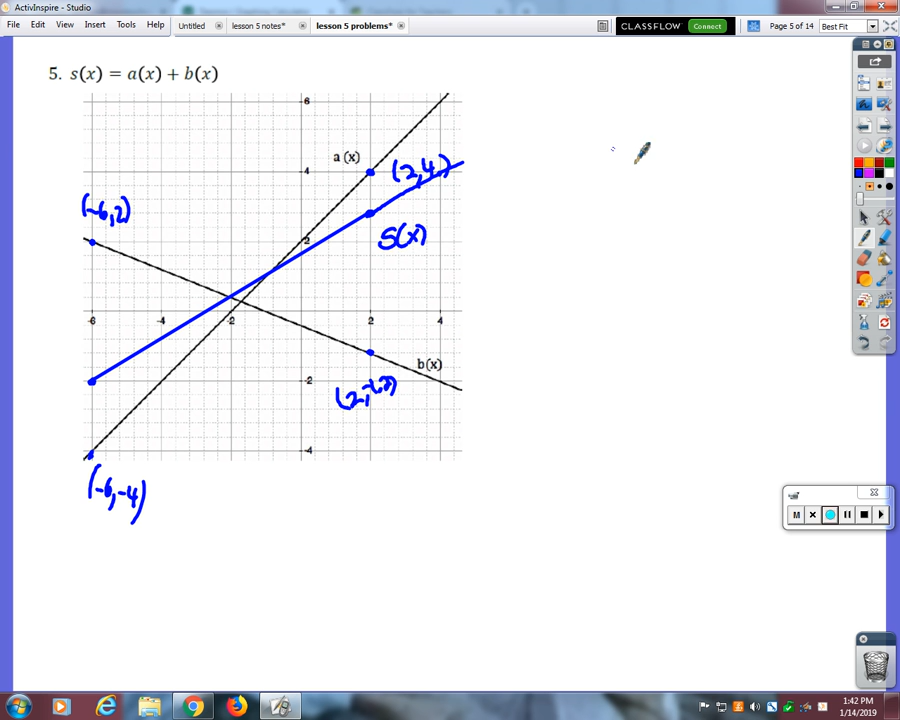 ActivInspire - Studio
File Edit View Insert Tools Help
Untitled
lesson 5 notes*
lesson 5 problems*
CLASSFLOW
Connect
Page 5 of 14
Best Fit
5. s(x) = a(x) + b(x)
6
a (x)
4
(2,4)
(-6,2)
S(x)
2
-6
-4
-2
2
4
b(x)
-2
-4
(-6,-4)
M
1:42 PM
1/14/2019